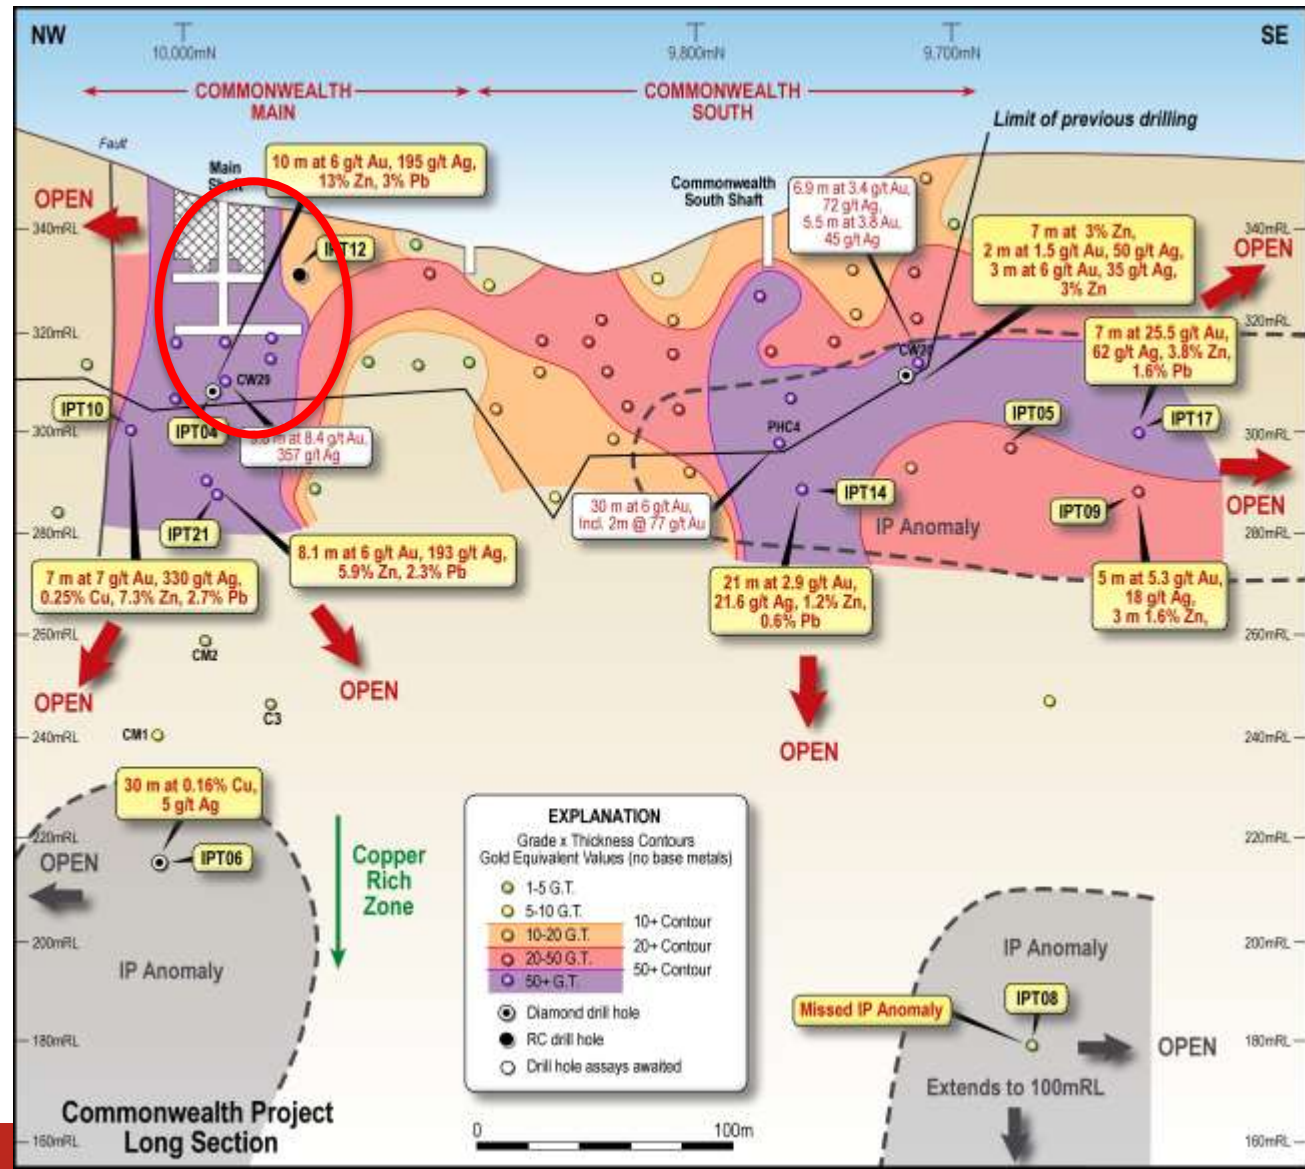 NW
SE
10,000mN
9,800mN
9,700mN
COMMONWEALTH
MAIN
COMMONWEALTH
SOUTH
Limit of previous drilling
Fault
Main
10 m at 6 g/t Au, 195 g/t Ag,
13% Zn, 3% Pb
Commonwealth
South Shaft
6.9 m at 3.4 g/t Au,
72 g/t Ag,
5.5 m at 3.8 Au,
45 g/t Ag
7 m at 3% Zn,
2 m at 1.5 g/t Au, 50 g/t Ag,
3 m at 6 g/t Au, 35 g/t Ag,
3% Zn
OPEN
340mRL
IPT12
340mRL
OPEN
320mRL
320mRL
7 m at 25.5 g/t Au,
62 g/t Ag, 3.8% Zn,
1.6% Pb
CW29
IPT10
IPT04
357 g/t Ag
300mRL
PHC4
IPT05
IPT17
300mRL
30 m at 6 g/t Au,
Incl. 2m @ 77 g/t Au
IPT14
IP Anomaly
IPT09
OPEN
280mRL
280mRL
IPT21
8.1 m at 6 g/t Au, 193 g/t Ag,
5.9% Zn, 2.3% Pb
7 m at 7 g/t Au, 330 g/t Ag,
0.25% Cu, 7.3% Zn, 2.7% Pb
21 m at 2.9 g/t Au,
21.6 g/t Ag, 1.2% Zn,
0.6% Pb
5 m at 5.3 g/t Au,
18 g/t Ag,
3 m 1.6% Zn,
260mRL
260mRL
CM2
OPEN
OPEN
C3
CM1
240mRL
OPEN
240mRL
30 m at 0.16% Cu,
5 g/t Ag
220mRL
220mRL
OPEN
IPT06
Copper
Rich
Zone
200mRL
200mRL
IP Anomaly
EXPLANATION
Grade x Thickness Contours
Gold Equivalent Values (no base metals)
1-5 G.T.
5-10 G.T.
10+ Contour
10-20 G.T.
20+ Contour
20-50 G.T.
50+ Contour
50+ G.T.
Diamond drill hole
RC drill hole
Drill hole assays awaited
IP Anomaly
IPT08
Missed IP Anomaly
180mRL
OPEN
180mRL
Extends to 100mRL
Commonwealth Project
Long Section
0
100m
160mRL
160mRL